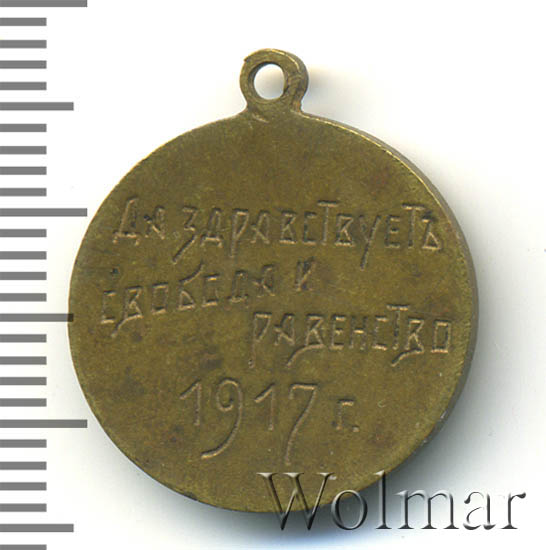 Да здравствуетъ
свобода и
равенство
1917 г.
Wolmar